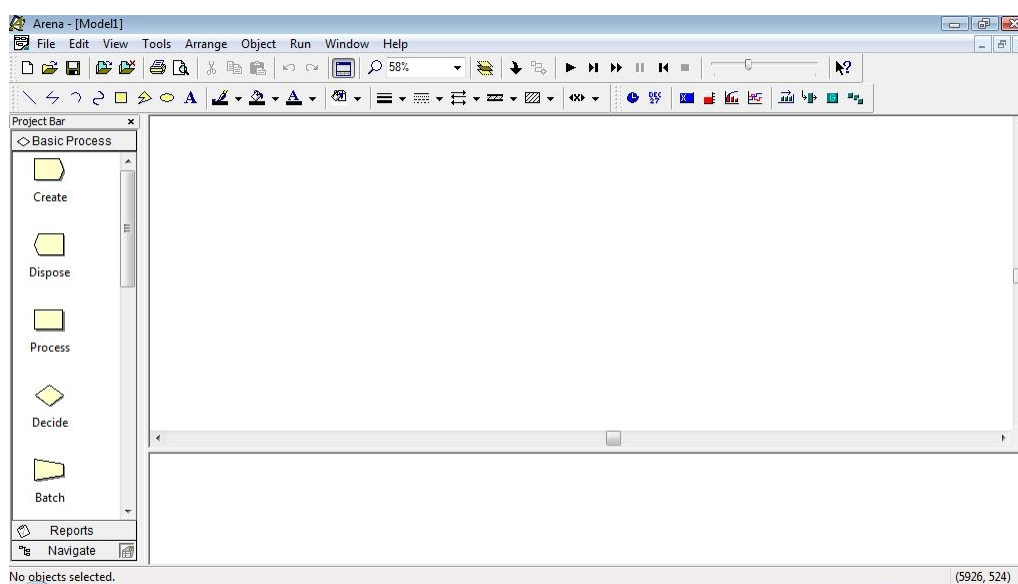 Arena - [Model1]
File Edit View Tools Arrange Object Run Window Help
58%
Project Bar
Basic Process
Create
Dispose
Process
Decide
Batch
Reports
Navigate
No objects selected.
(5926, 524)